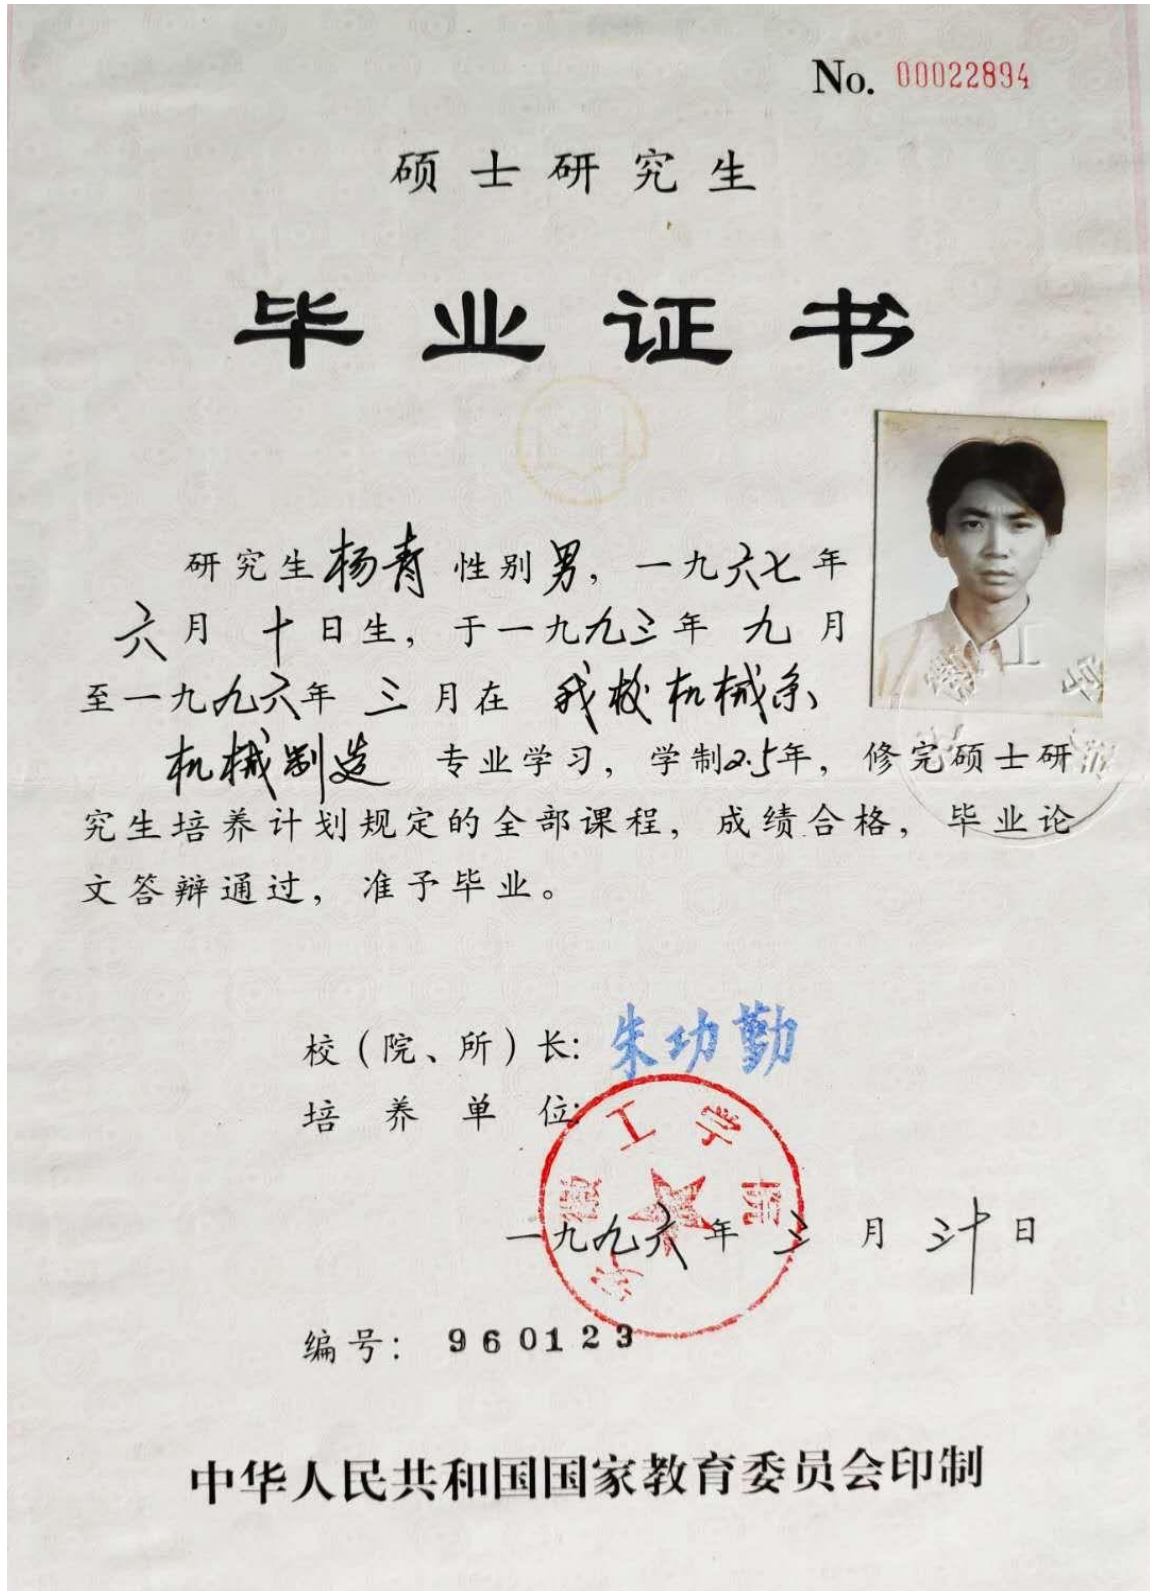 No. 00022894
硕士研究生
毕业证书
研究生杨青 性别男，一九六七年
六月 十日生，于一九九三年 九月
至一九九六年 三月在 我校机械系
机械制造 专业学习，学制2.5年，修完硕士研
究生培养计划规定的全部课程，成绩合格，毕业论
文答辩通过，准予毕业。
校（院、所）长：朱功勤
培养单位：
安徽工学院
一九九六年 三月 三十日
编号：960123
中华人民共和国国家教育委员会印制